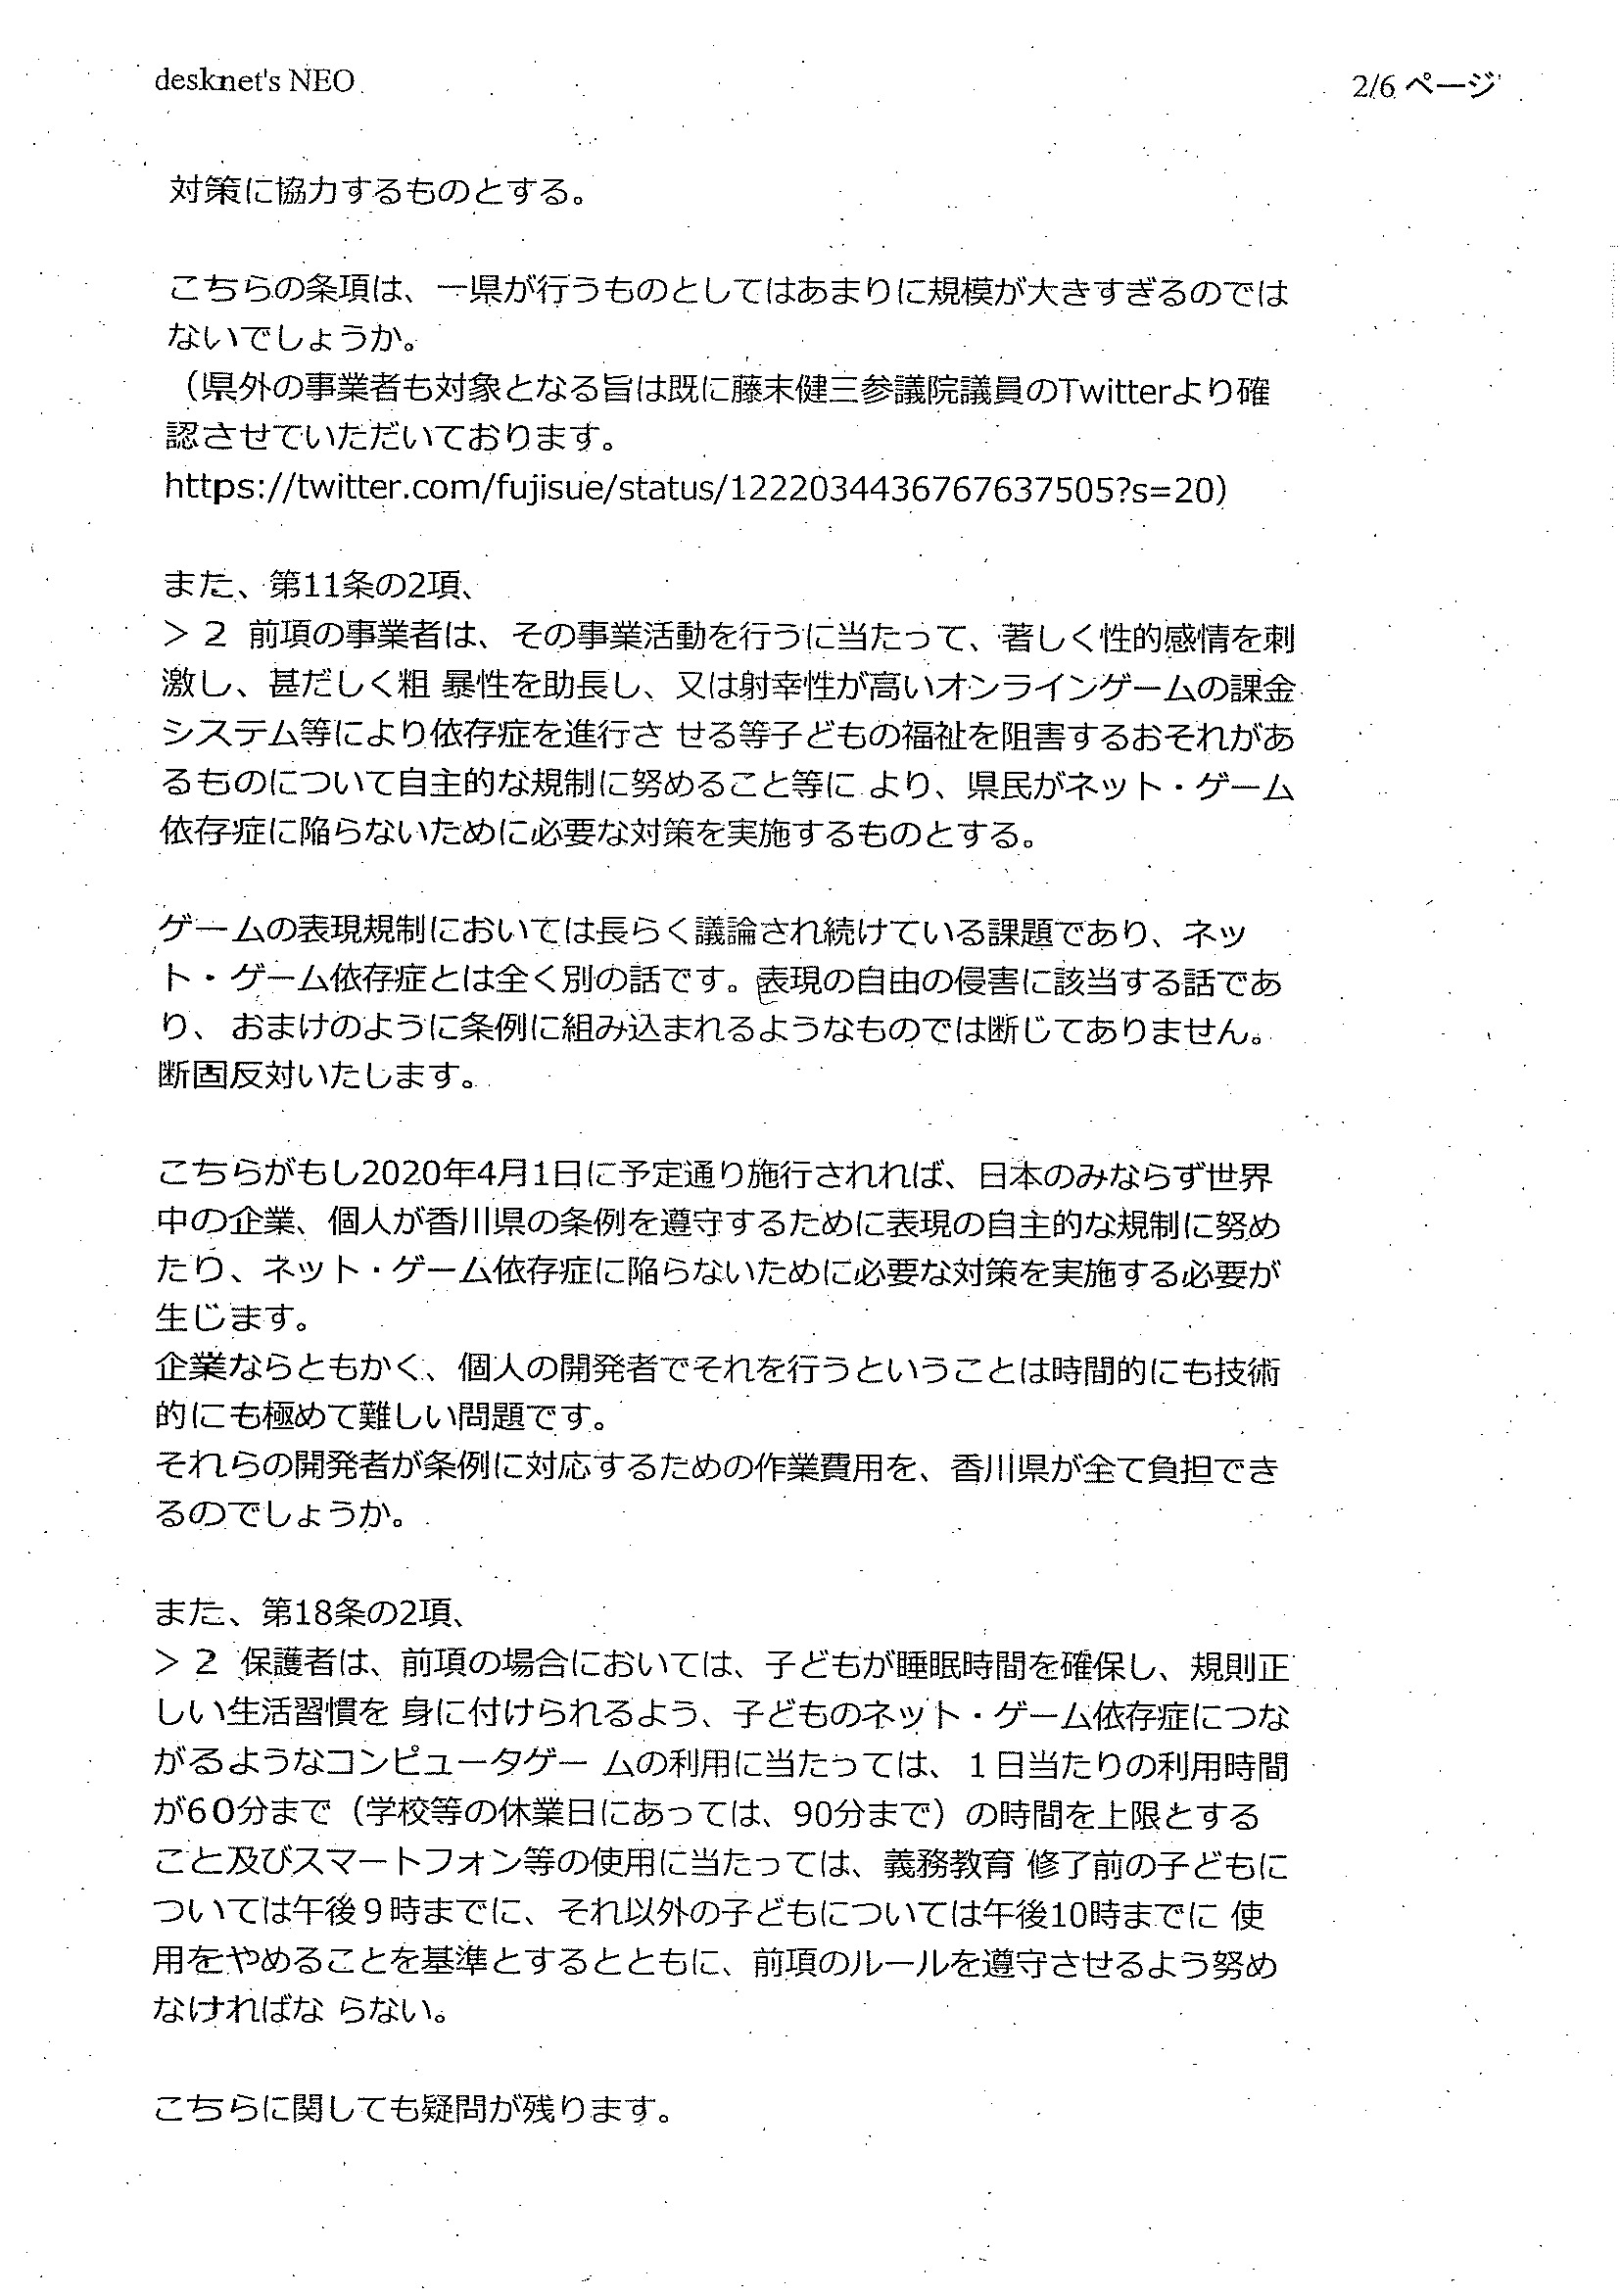 desknet's NEO
2/6 ページ
対策に協力するものとする。
こちらの条項は、一県が行うものとしてはあまりに規模が大きすぎるのでは
ないでしょうか。
（県外の事業者も対象となる旨は既に藤末健三参議院議員のTwitterより確
認させていただいております。
https://twitter.com/fujisue/status/1222034436767637505?s=20）
また、第11条の2項、
＞２ 前項の事業者は、その事業活動を行うに当たって、著しく性的感情を刺
激し、甚だしく粗 暴性を助長し、又は射幸性が高いオンラインゲームの課金
システム等により依存症を進行さ せる等子どもの福祉を阻害するおそれがあ
るものについて自主的な規制に努めること等に より、県民がネット・ゲーム
依存症に陥らないために必要な対策を実施するものとする。
ゲームの表現規制においては長らく議論され続けている課題であり、ネッ
ト・ゲーム依存症とは全く別の話です。表現の自由の侵害に該当する話であ
り、おまけのように条例に組み込まれるようなものでは断じてありません。
断固反対いたします。
こちらがもし2020年4月1日に予定通り施行されれば、日本のみならず世界
中の企業、個人が香川県の条例を遵守するために表現の自主的な規制に努め
たり、ネット・ゲーム依存症に陥らないために必要な対策を実施する必要が
生じます。
企業ならともかく、個人の開発者でそれを行うということは時間的にも技術
的にも極めて難しい問題です。
それらの開発者が条例に対応するための作業費用を、香川県が全て負担でき
るのでしょうか。
また、第18条の2項、
＞２ 保護者は、前項の場合においては、子どもが睡眠時間を確保し、規則正
しい生活習慣を 身に付けられるよう、子どものネット・ゲーム依存症につな
がるようなコンピュータゲー ムの利用に当たっては、１日当たりの利用時間
が60分まで（学校等の休業日にあっては、90分まで）の時間を上限とする
こと及びスマートフォン等の使用に当たっては、義務教育 修了前の子どもに
ついては午後９時までに、それ以外の子どもについては午後10時までに 使
用をやめることを基準とするとともに、前項のルールを遵守させるよう努め
なければな らない。
こちらに関しても疑問が残ります。